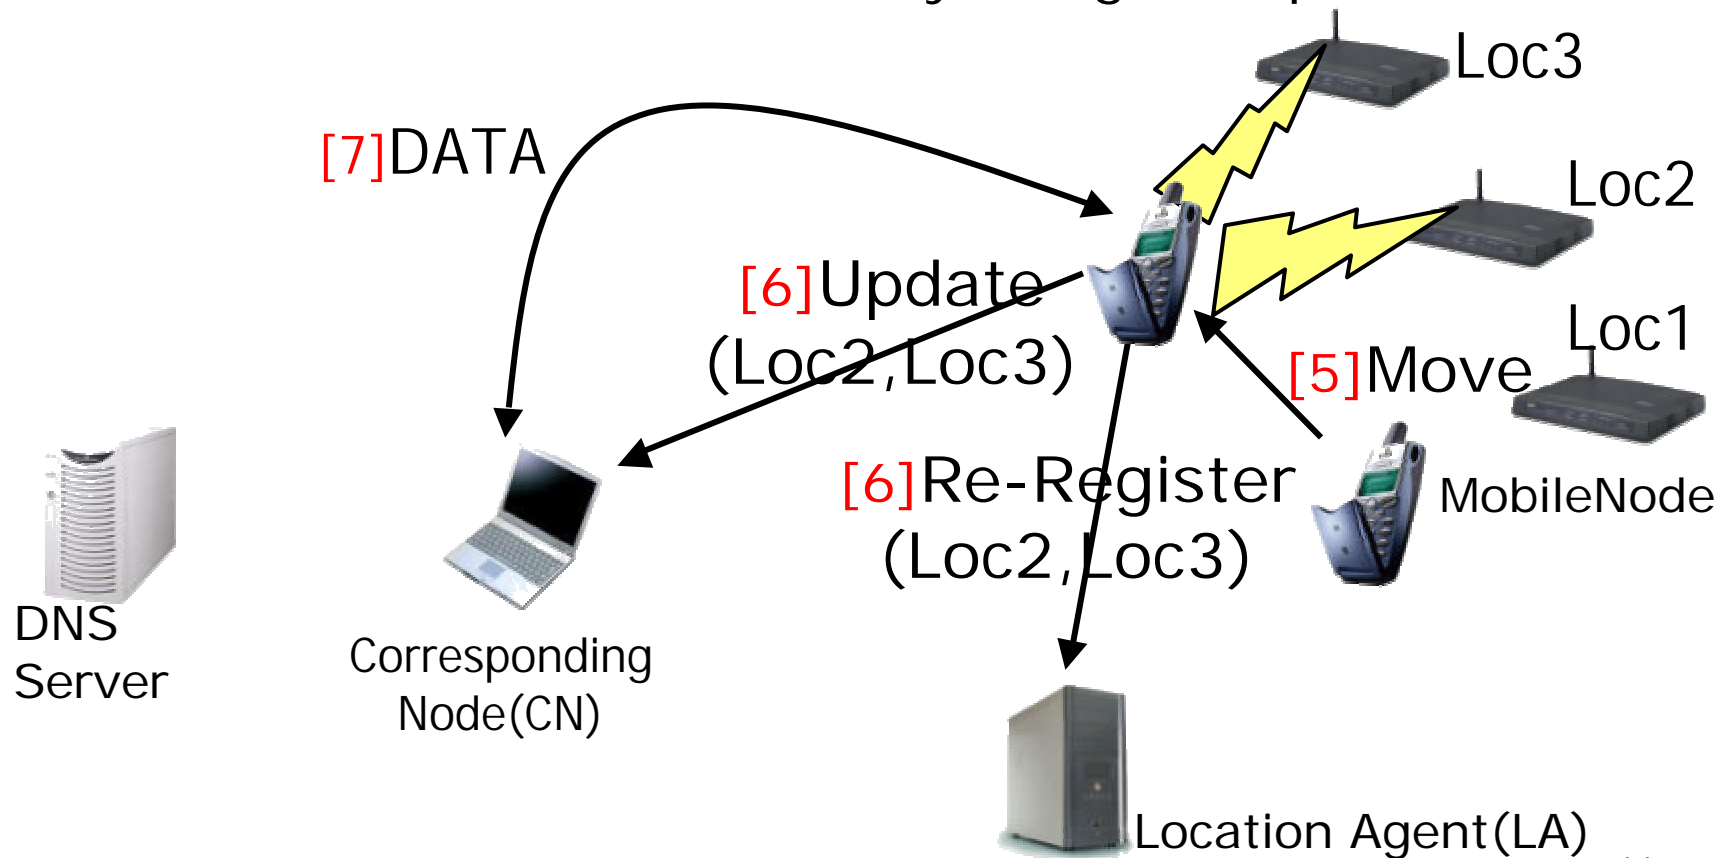 Loc3
[7]DATA
Loc2
[6]Update
(Loc2,Loc3)
Loc1
[5]Move
[6]Re-Register
(Loc2,Loc3)
MobileNode
DNS
Server
Corresponding
Node(CN)
Location Agent(LA)